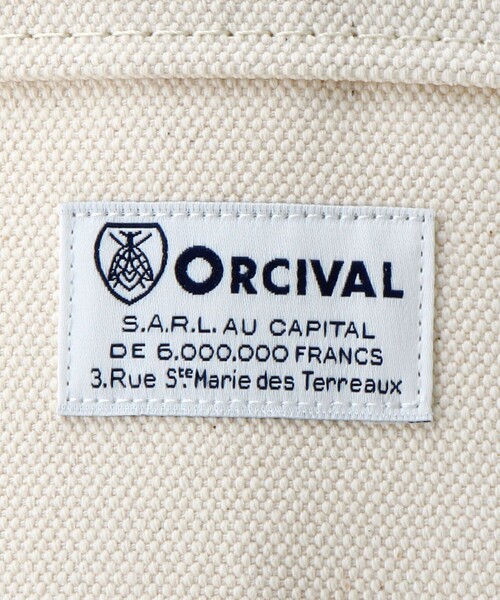 ORCIVAL
S.A.R.L. AU CAPITAL
DE 6.000.000 FRANCS
3.Rue Ste.Marie des Terreaux